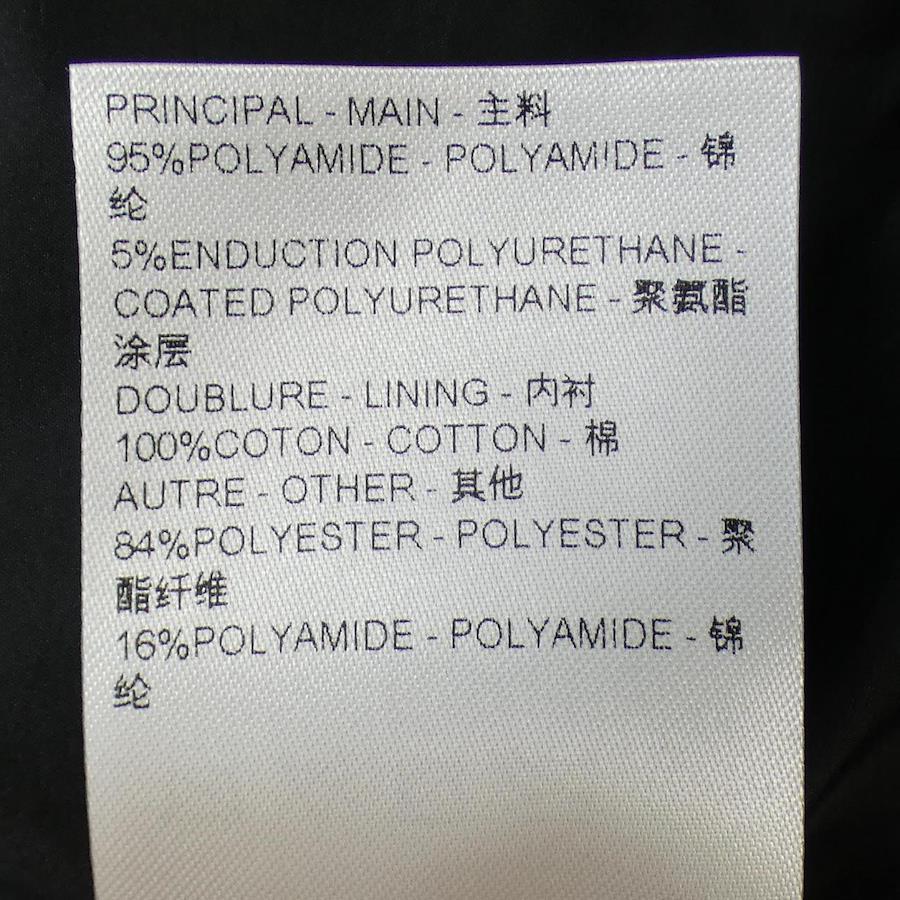 PRINCIPAL - MAIN - 主料
95%POLYAMIDE - POLYAMIDE - 锦
纶
5%ENDUCTION POLYURETHANE -
COATED POLYURETHANE - 聚氨酯
涂层
DOUBLURE - LINING - 内衬
100%COTON - COTTON - 棉
AUTRE - OTHER - 其他
84%POLYESTER - POLYESTER - 聚
酯纤维
16%POLYAMIDE - POLYAMIDE - 锦
纶